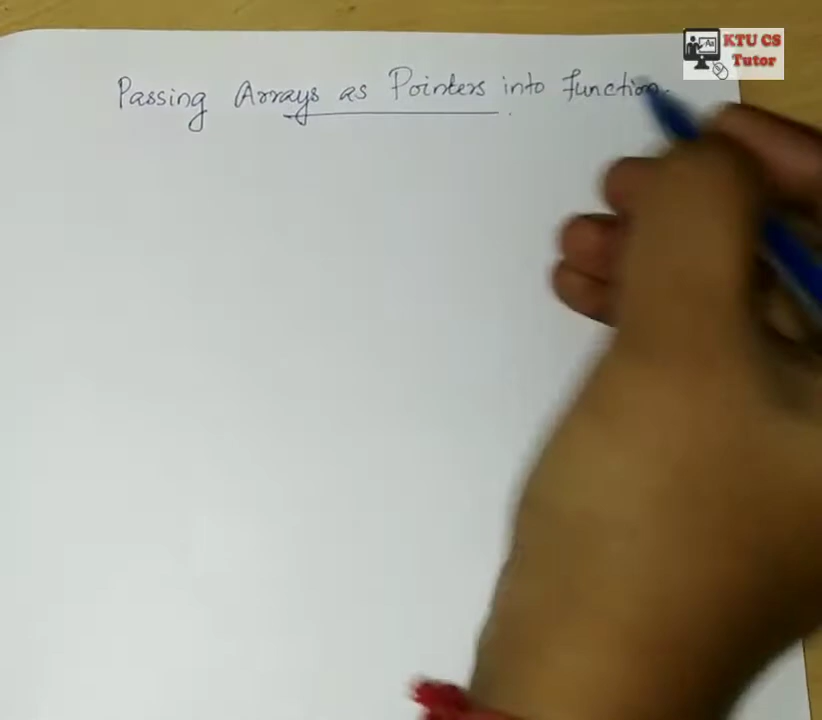 Passing Arrays as Pointers into function.
KTU CS
Tutor